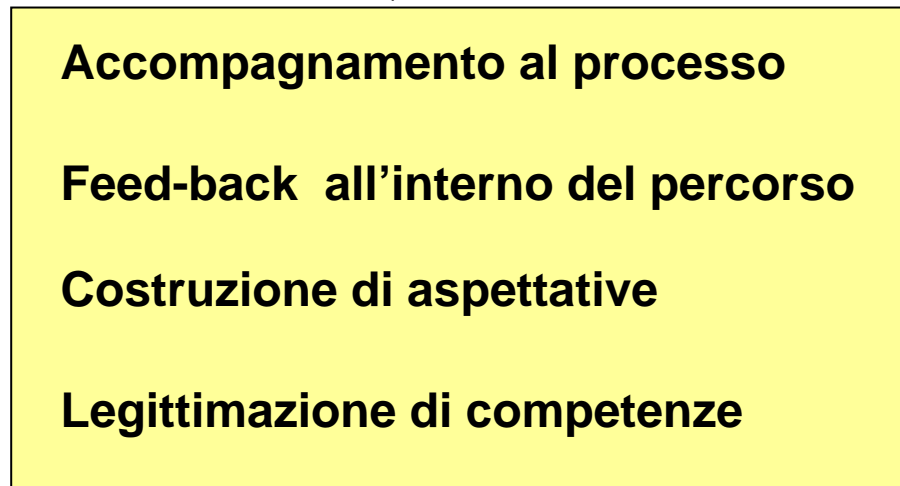 Accompagnamento al processo
Feed-back  all’interno del percorso
Costruzione di aspettative
Legittimazione di competenze